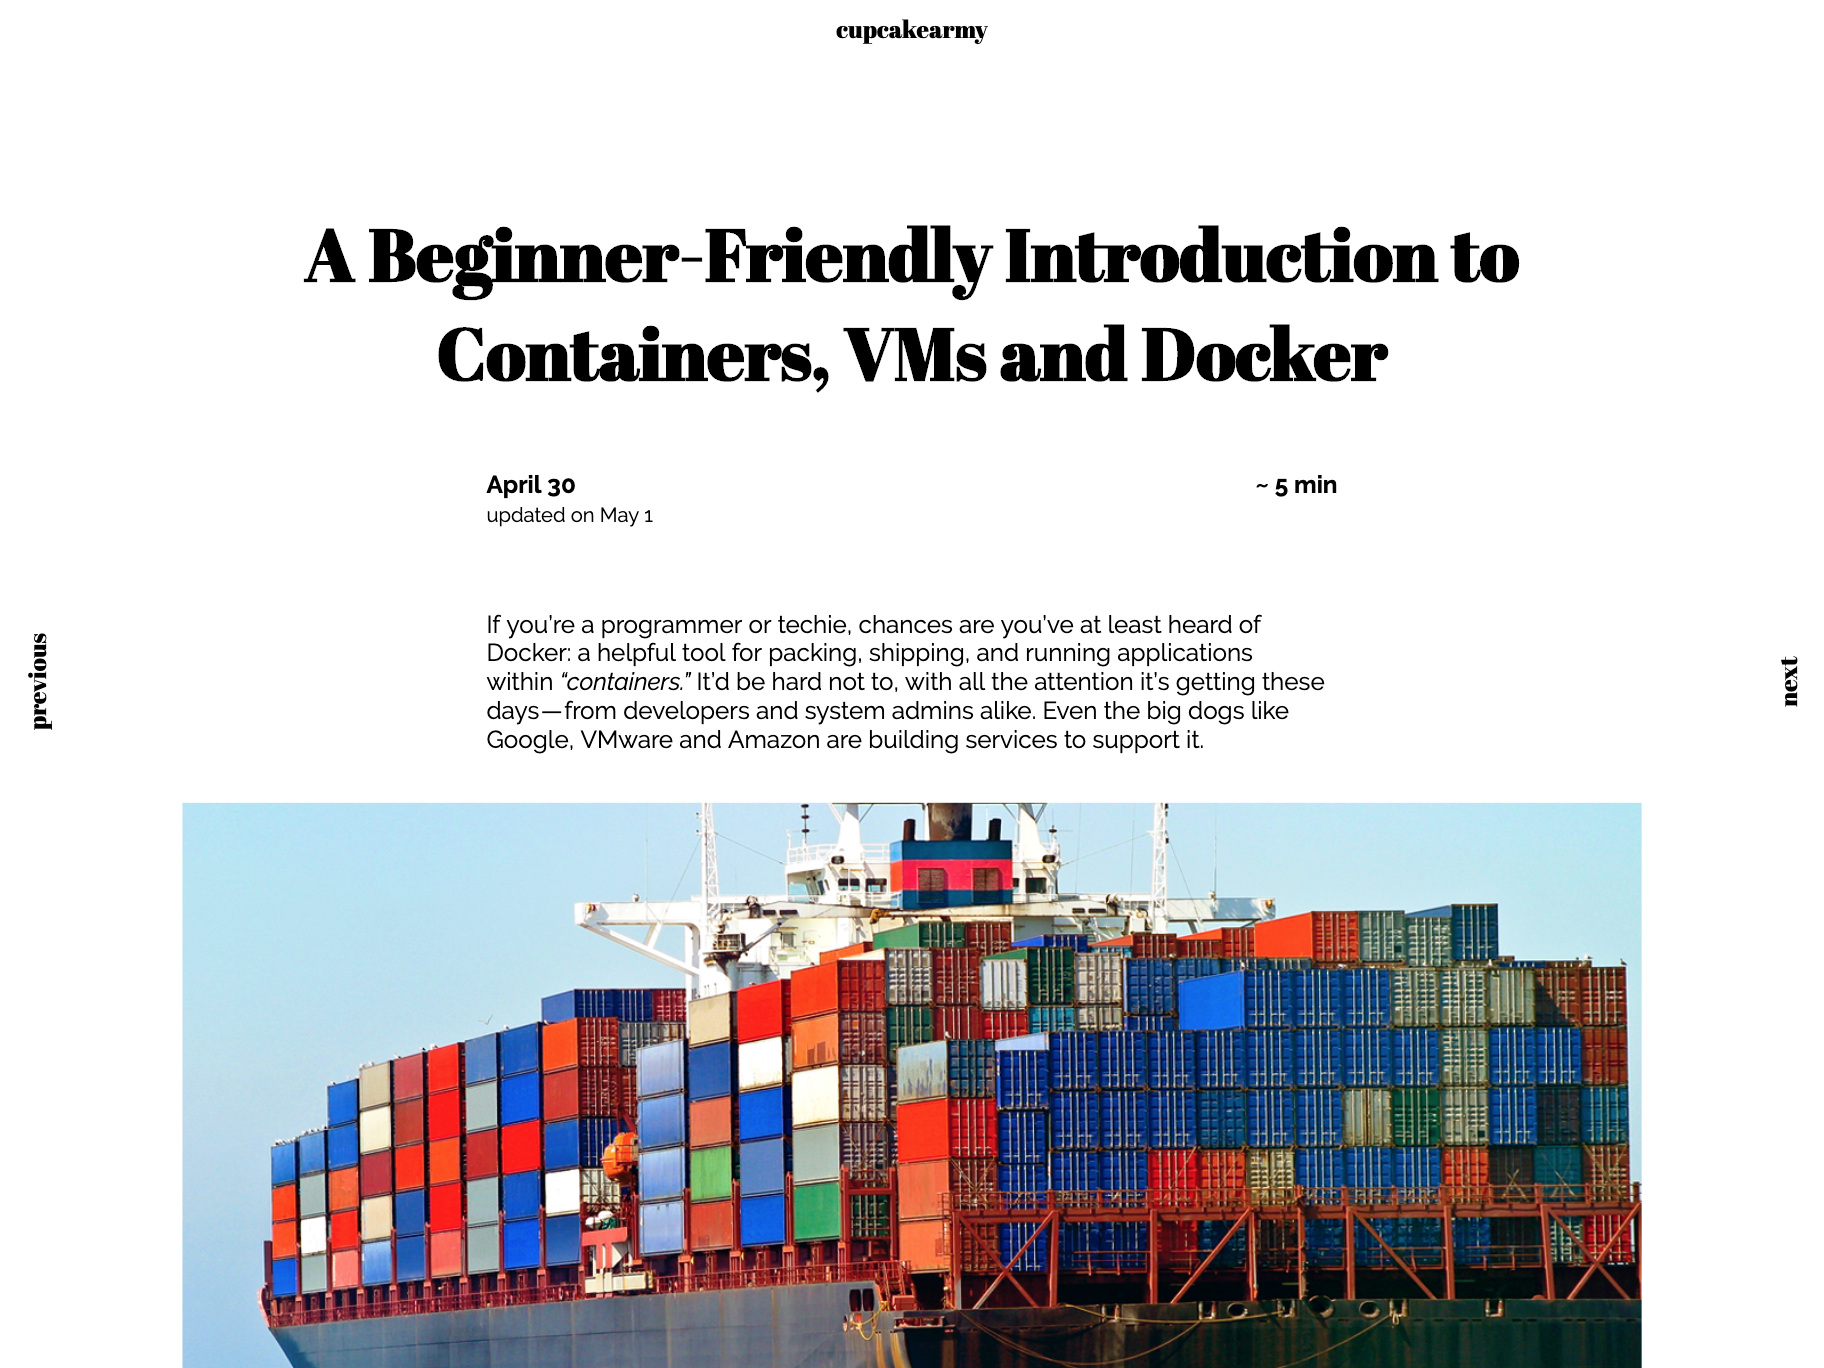 cupcakearmy
A Beginner-Friendly Introduction to
Containers, VMs and Docker
April 30
~ 5 min
updated on May 1
previous
next
If you’re a programmer or techie, chances are you’ve at least heard of
Docker: a helpful tool for packing, shipping, and running applications
within “containers.” It’d be hard not to, with all the attention it’s getting these
days — from developers and system admins alike. Even the big dogs like
Google, VMware and Amazon are building services to support it.